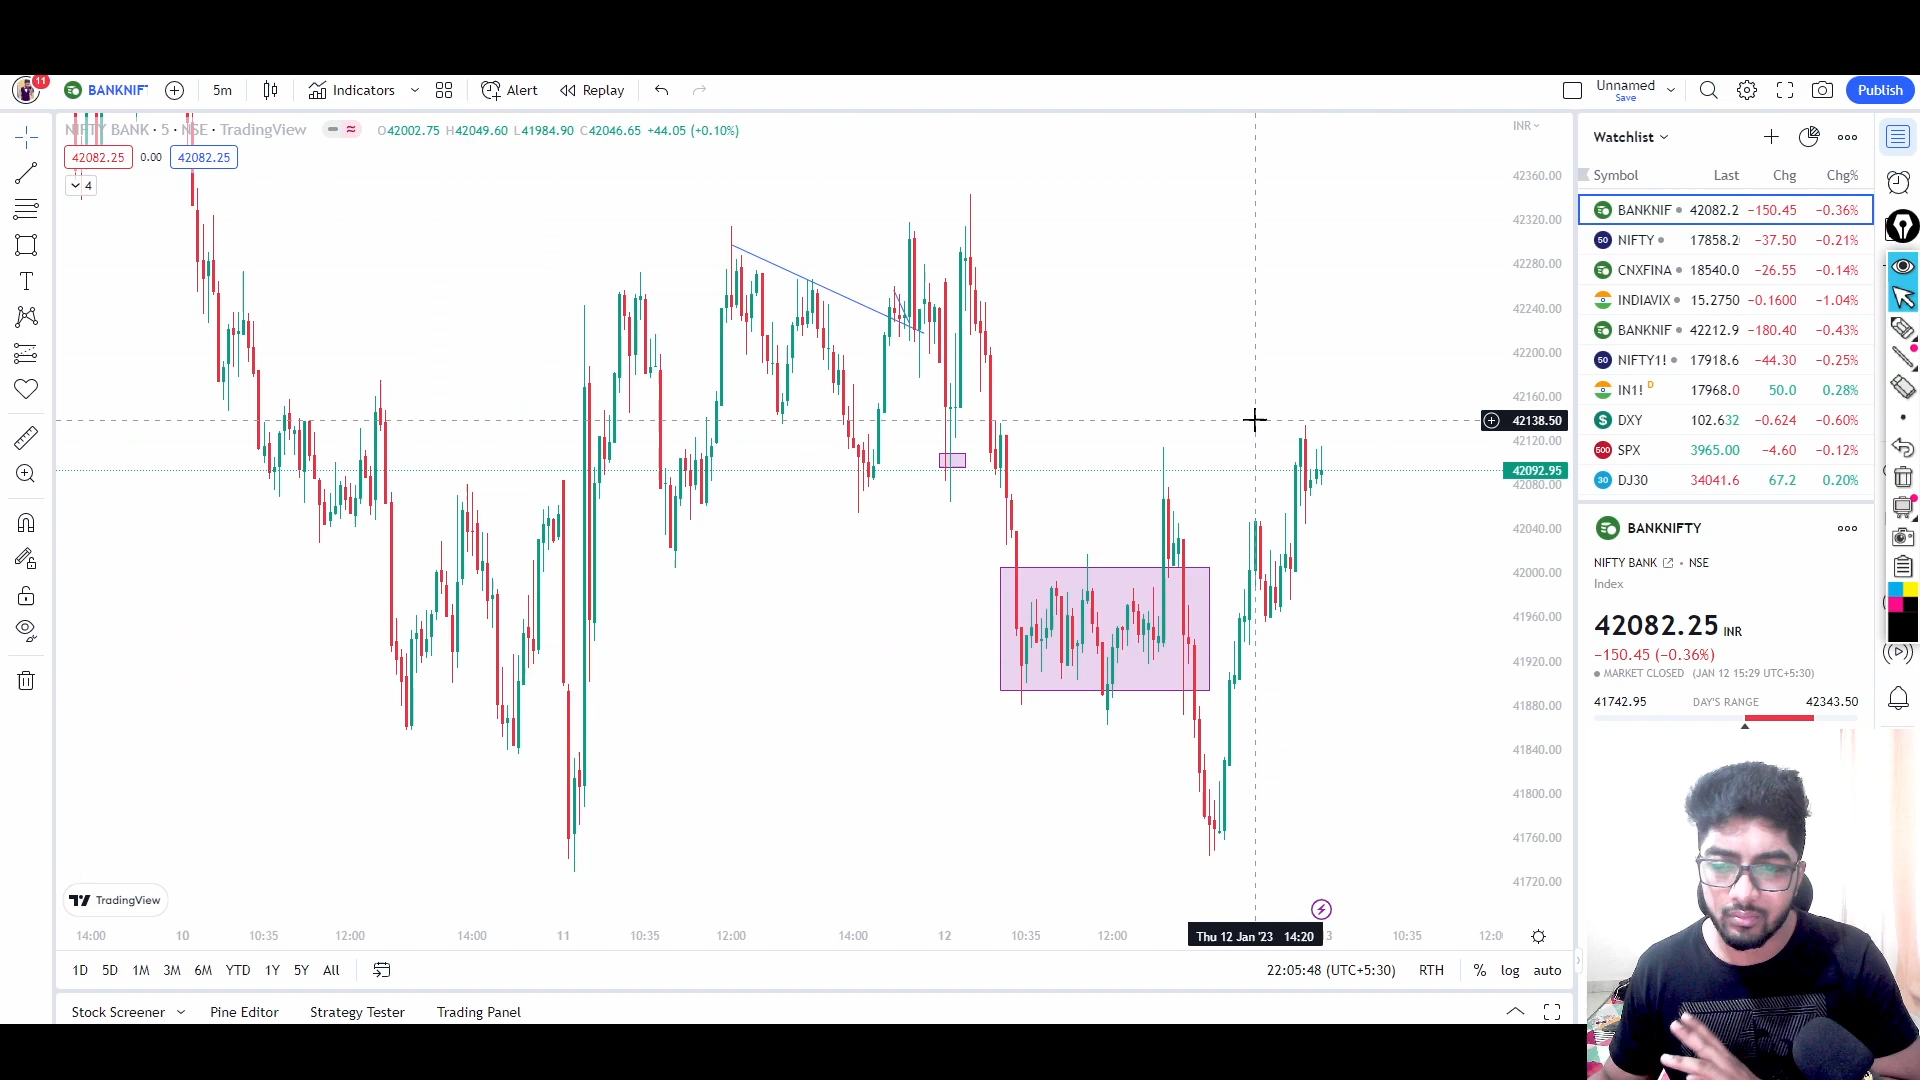 11
BANKNIF
5m
Indicators
Alert
Replay
Unnamed
Save
Publish
NIFTY BANK · 5 · NSE · TradingView
O42002.75 H42049.60 L41984.90 C42046.65 +44.05 (+0.10%)
42082.25 0.00 42082.25
4
INR
42360.00
42320.00
42280.00
42240.00
42200.00
42160.00
42138.50
42120.00
42092.95
42080.00
42040.00
42000.00
41960.00
41920.00
41880.00
41840.00
41800.00
41760.00
41720.00
TradingView
14:00 10 10:35 12:00 14:00 11 10:35 12:00 14:00 12 10:35 12:00 Thu 12 Jan '23 14:20 3 10:35 12:0
1D 5D 1M 3M 6M YTD 1Y 5Y All
22:05:48 (UTC+5:30) RTH % log auto
Stock Screener Pine Editor Strategy Tester Trading Panel
Watchlist
Symbol Last Chg Chg%
BANKNIF 42082.2 −150.45 −0.36%
50 NIFTY 17858.2 −37.50 −0.21%
CNXFINA 18540.0 −26.55 −0.14%
INDIAVIX 15.2750 −0.1600 −1.04%
BANKNIF 42212.9 −180.40 −0.43%
50 NIFTY1! 17918.6 −44.30 −0.25%
IN1! D 17968.0 50.0 0.28%
$ DXY 102.632 −0.624 −0.60%
500 SPX 3965.00 −4.60 −0.12%
30 DJ30 34041.6 67.2 0.20%
BANKNIFTY
NIFTY BANK • NSE
Index
42082.25 INR
−150.45 (−0.36%)
MARKET CLOSED (JAN 12 15:29 UTC+5:30)
41742.95 DAY'S RANGE 42343.50